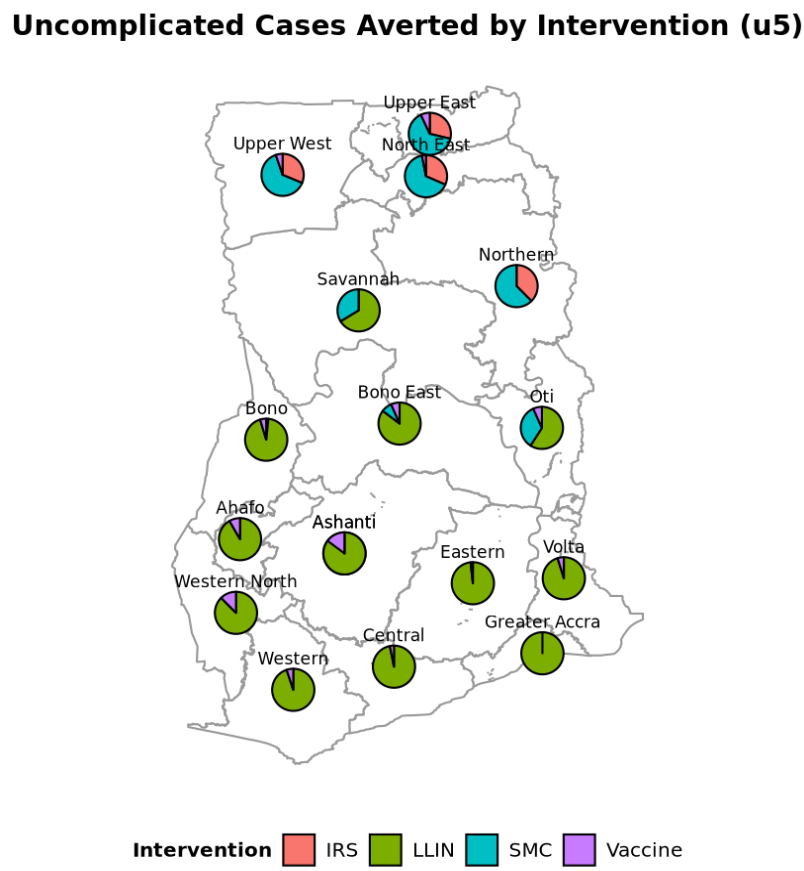 Uncomplicated Cases Averted by Intervention (u5)
Upper East
Upper West
North East
Northern
Savannah
Bono East
Oti
Bono
Ahafo
Ashanti
Eastern
Volta
Western North
Greater Accra
Central
Western
Intervention IRS LLIN SMC Vaccine